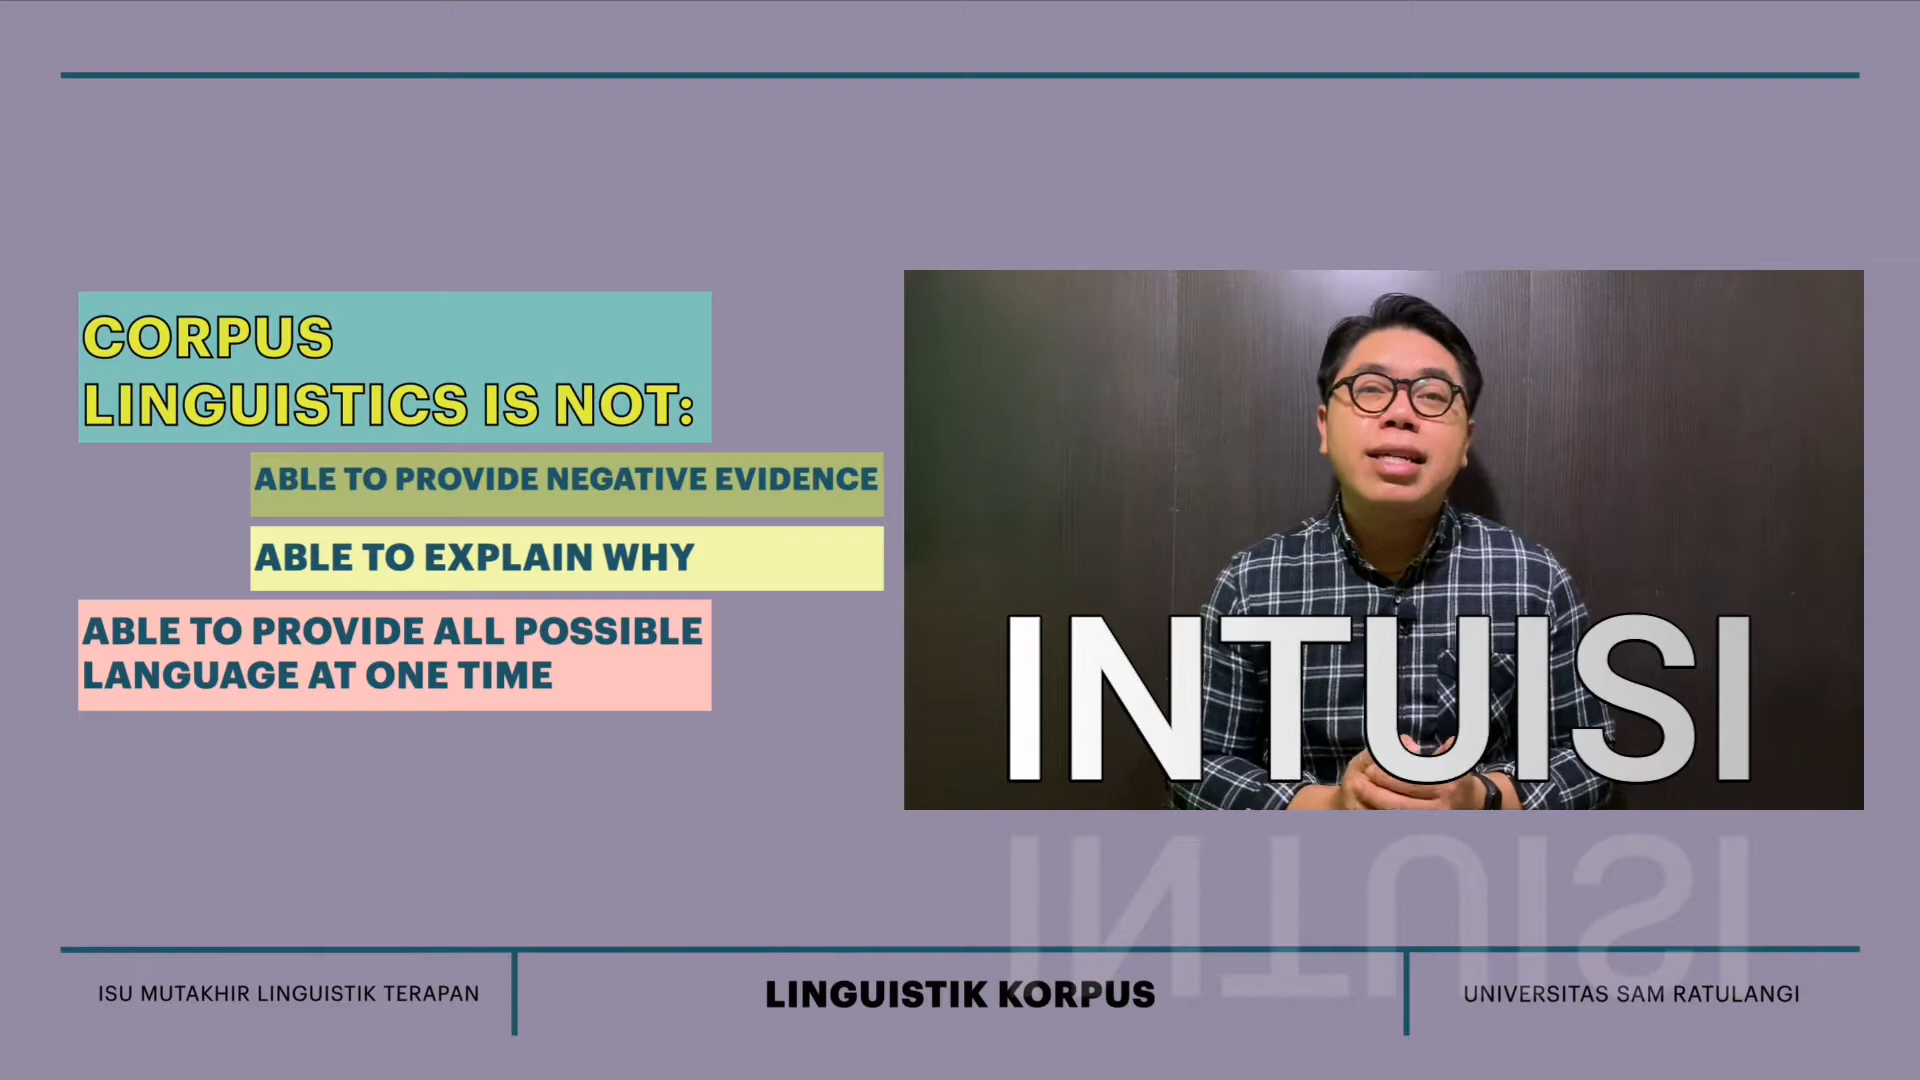 CORPUS
LINGUISTICS IS NOT:
ABLE TO PROVIDE NEGATIVE EVIDENCE
ABLE TO EXPLAIN WHY
ABLE TO PROVIDE ALL POSSIBLE
LANGUAGE AT ONE TIME
INTUISI
ISU MUTAKHIR LINGUISTIK TERAPAN
LINGUISTIK KORPUS
UNIVERSITAS SAM RATULANGI